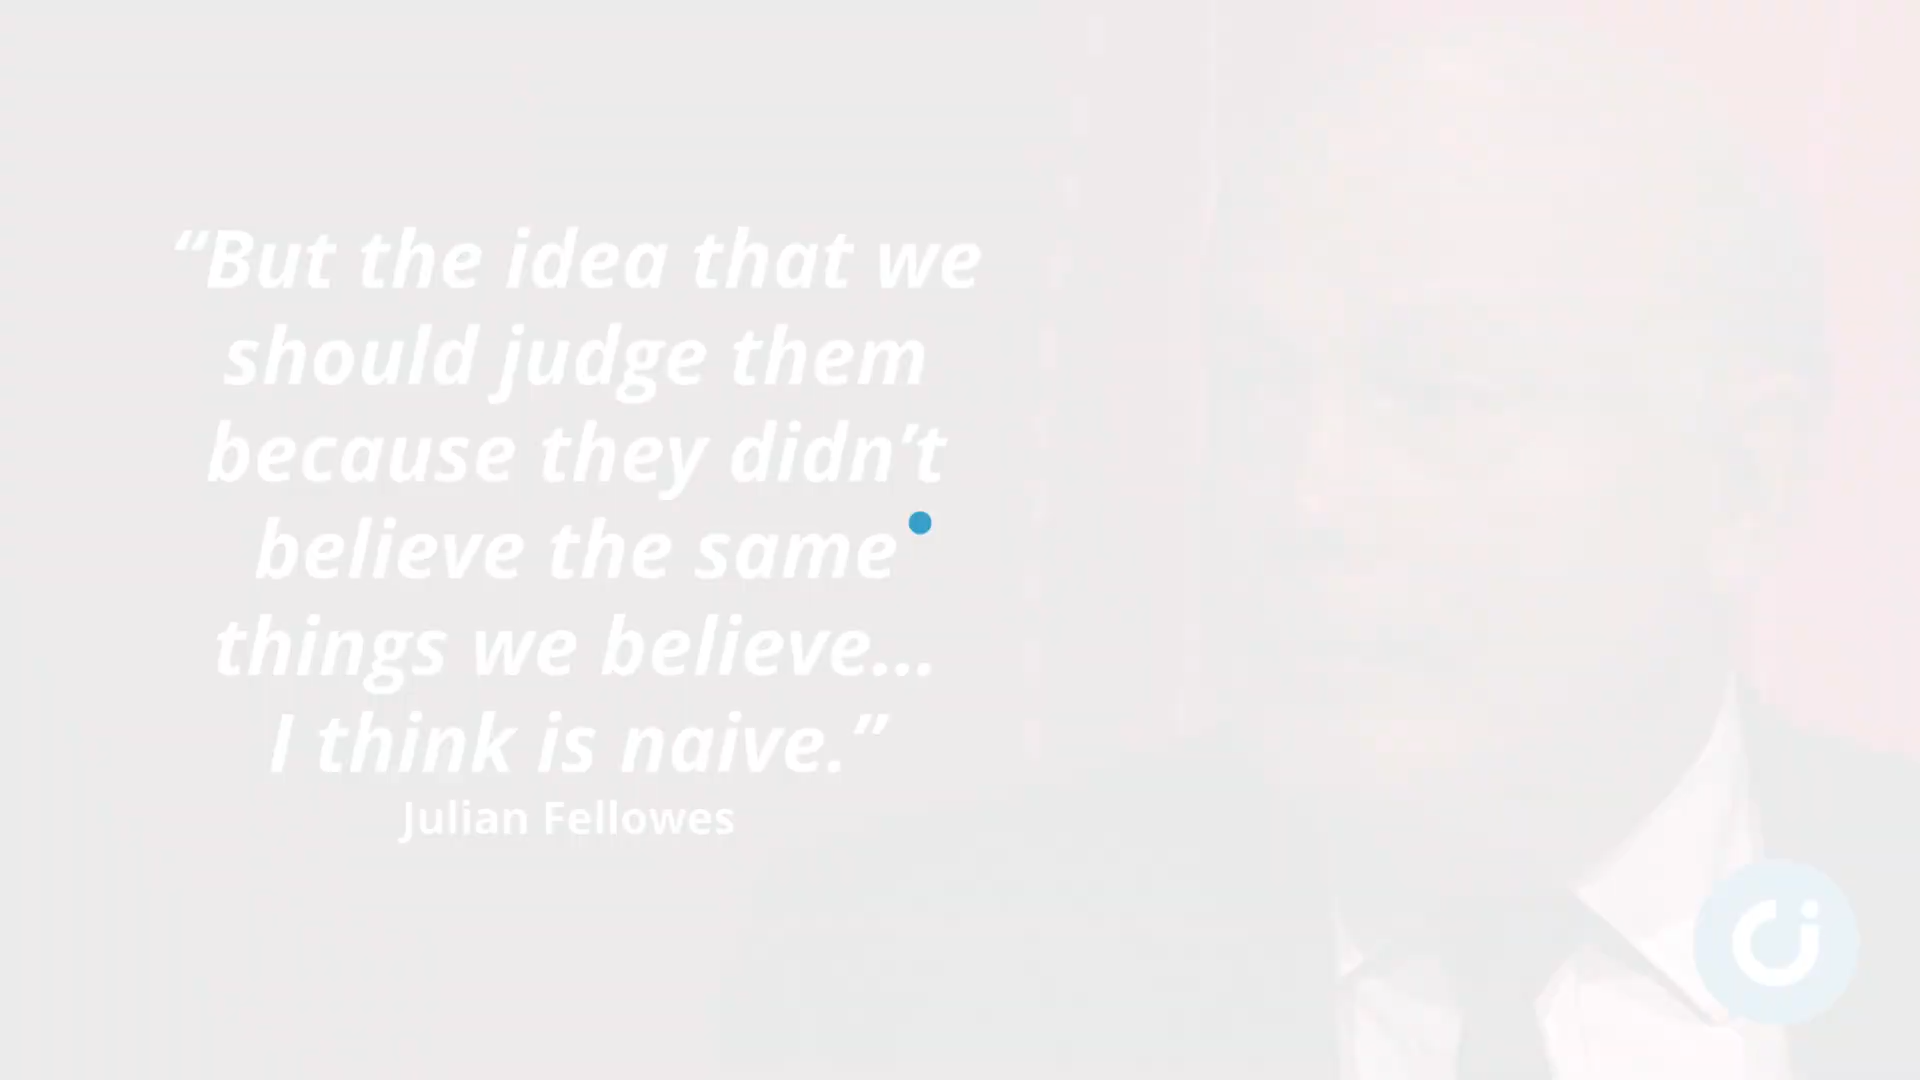 “But the idea that we
should judge them
because they didn’t
believe the same
things we believe...
I think is naive.”
Julian Fellowes